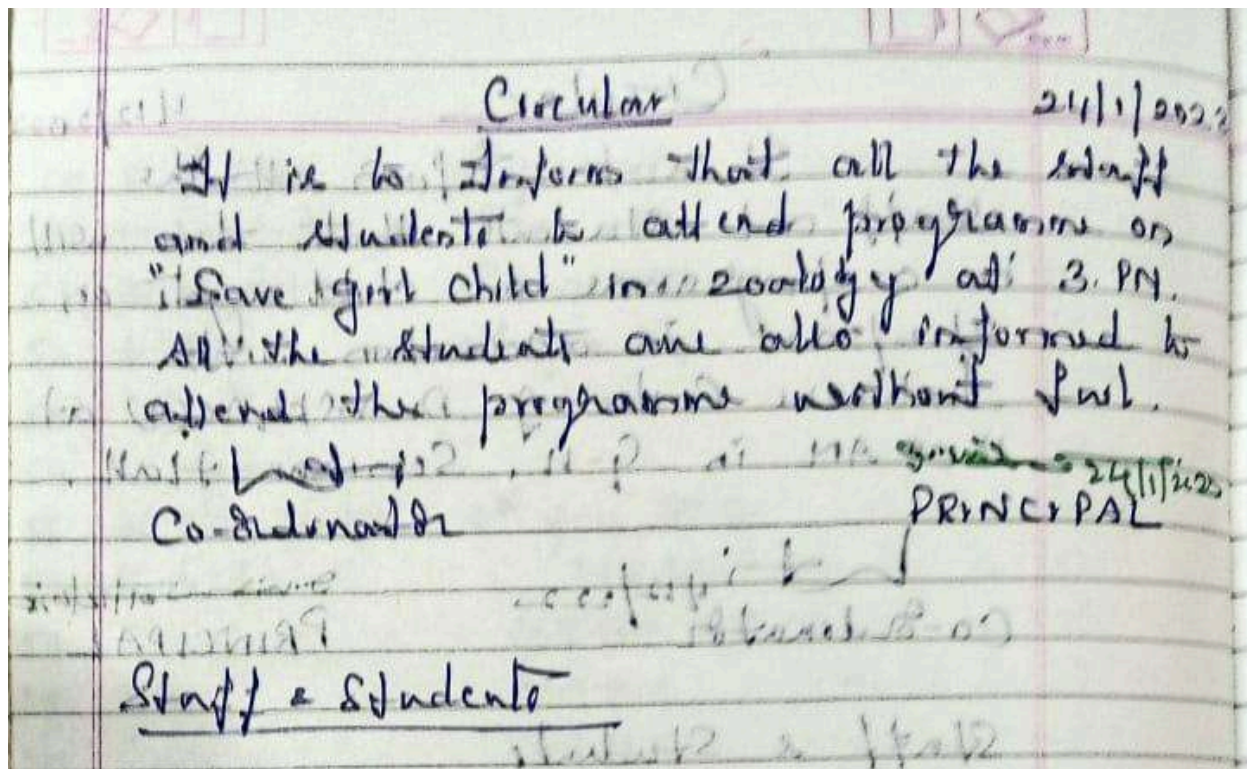 Circular
24/1/202
It is to Inform that all the staff
and students to attend programme on
"Save girl child" in zoology at 3. PM.
All the students are also informed to
attend the programme without fail.
24/1/2023
Co-ordinator
PRINCIPAL
Staff & Students